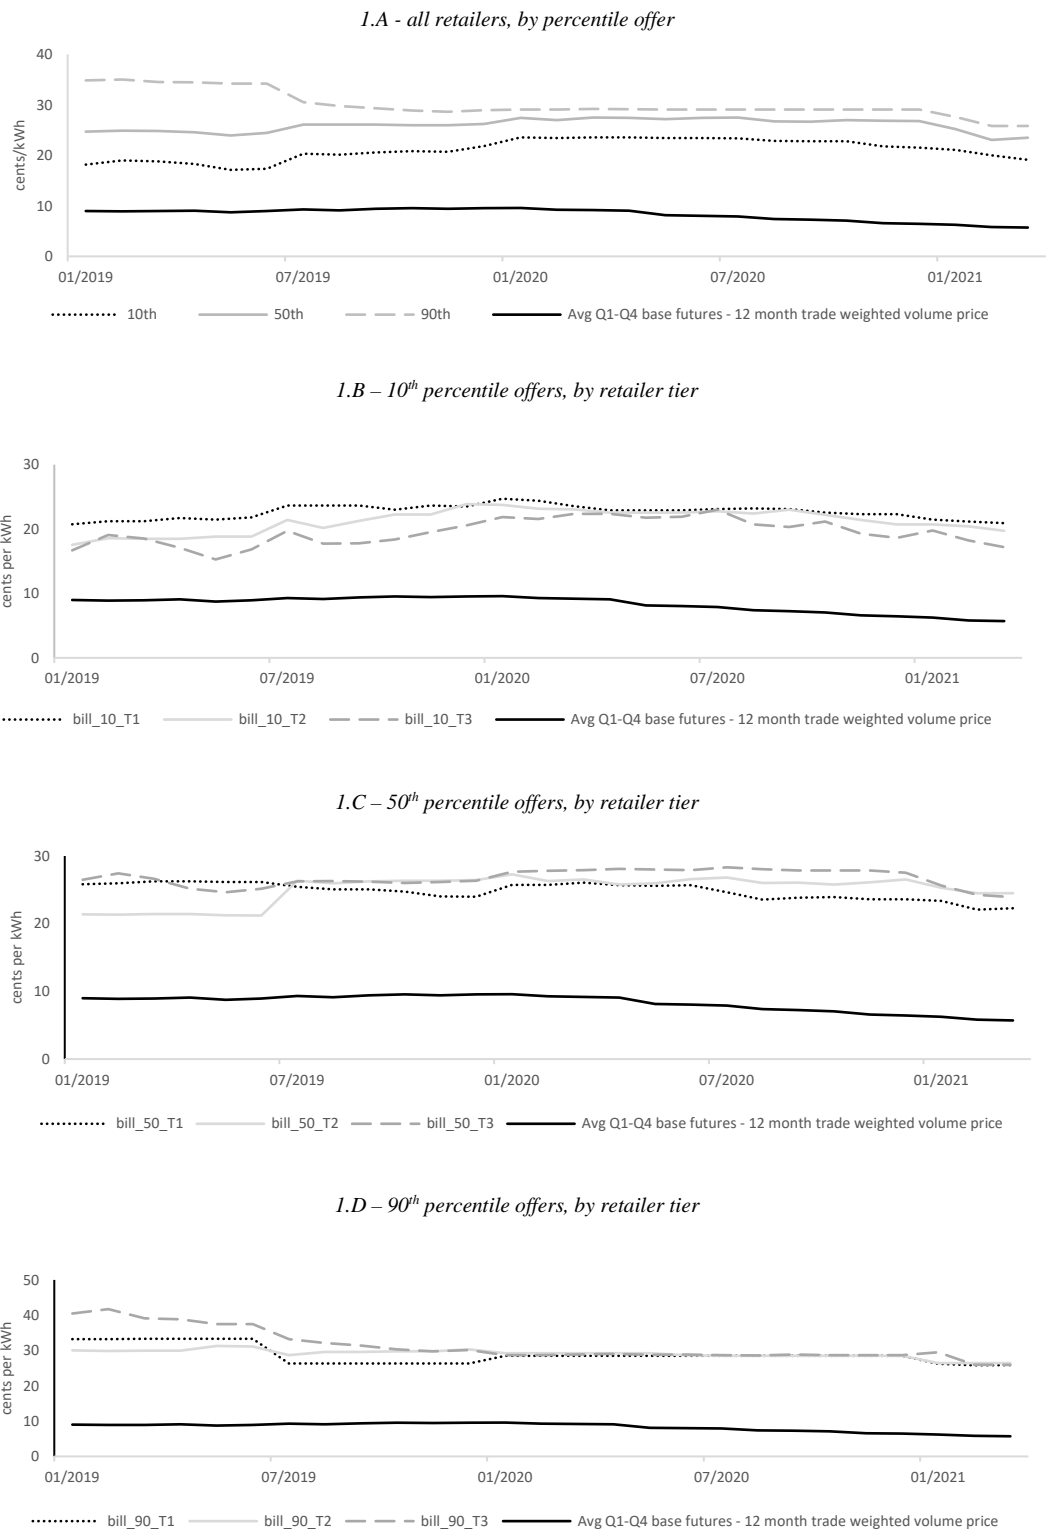 1.A - all retailers, by percentile offer
40
30
20
10
0
cents/kWh
01/2019 07/2019 01/2020 07/2020 01/2021
10th 50th 90th Avg Q1-Q4 base futures - 12 month trade weighted volume price
1.B – 10th percentile offers, by retailer tier
30
20
10
0
cents per kWh
01/2019 07/2019 01/2020 07/2020 01/2021
bill_10_T1 bill_10_T2 bill_10_T3 Avg Q1-Q4 base futures - 12 month trade weighted volume price
1.C – 50th percentile offers, by retailer tier
30
20
10
0
cents per kWh
01/2019 07/2019 01/2020 07/2020 01/2021
bill_50_T1 bill_50_T2 bill_50_T3 Avg Q1-Q4 base futures - 12 month trade weighted volume price
1.D – 90th percentile offers, by retailer tier
50
40
30
20
10
0
cents per kWh
01/2019 07/2019 01/2020 07/2020 01/2021
bill_90_T1 bill_90_T2 bill_90_T3 Avg Q1-Q4 base futures - 12 month trade weighted volume price